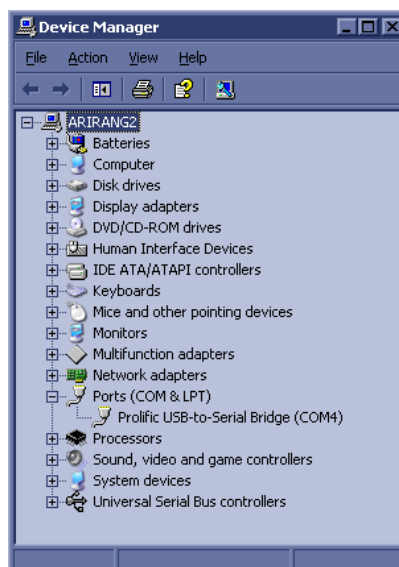 Device Manager
File Action View Help
ARIRANG2
Batteries
Computer
Disk drives
Display adapters
DVD/CD-ROM drives
Human Interface Devices
IDE ATA/ATAPI controllers
Keyboards
Mice and other pointing devices
Monitors
Multifunction adapters
Network adapters
Ports (COM & LPT)
Prolific USB-to-Serial Bridge (COM4)
Processors
Sound, video and game controllers
System devices
Universal Serial Bus controllers